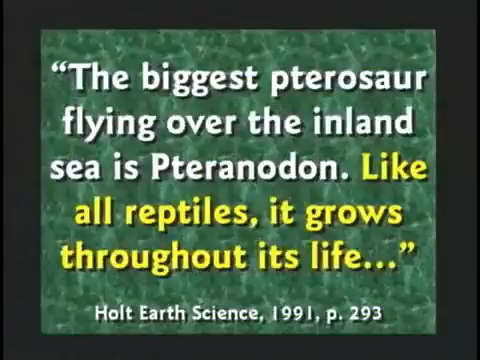 “The biggest pterosaur
flying over the inland
sea is Pteranodon. Like
all reptiles, it grows
throughout its life...”
Holt Earth Science, 1991, p. 293